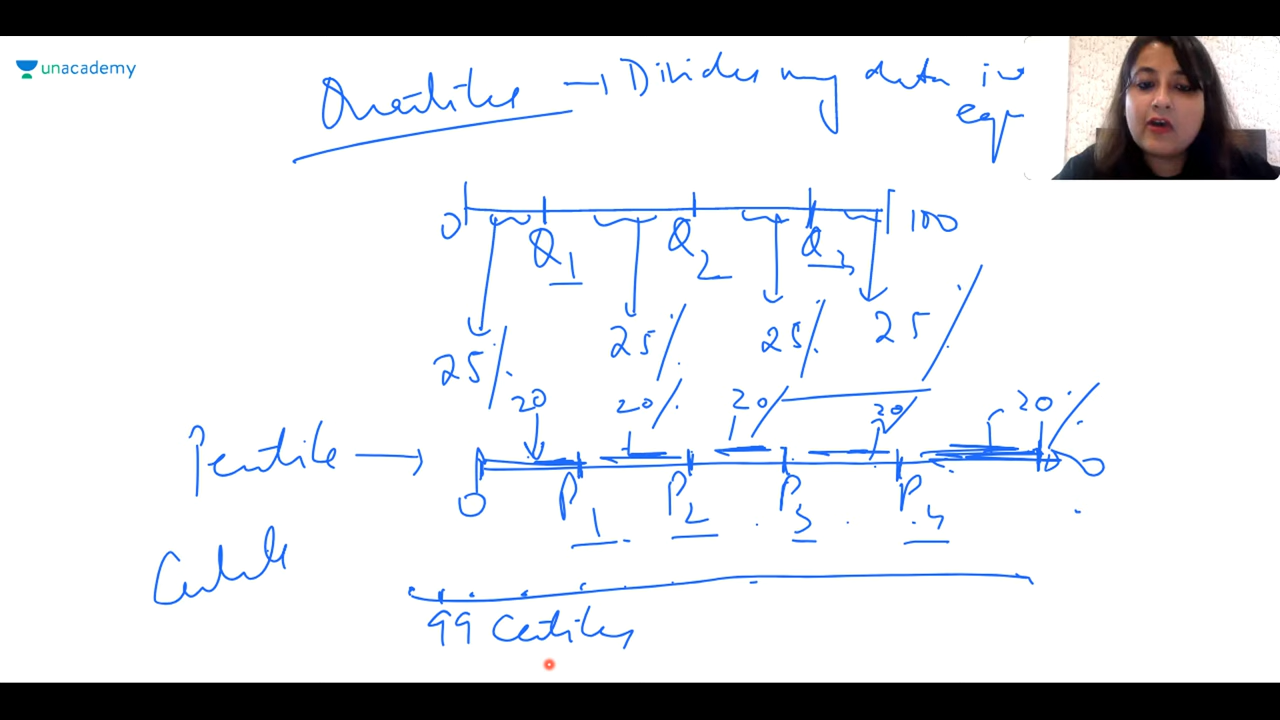 unacademy
Quartiles → Divides my data in
equ
0 Q1 Q2 Q3 100
25% 25% 25% 25%
20 20% 20% 20% 20%
Pentile →
0 P1 P2 P3 P4
Centile
99 Centiles